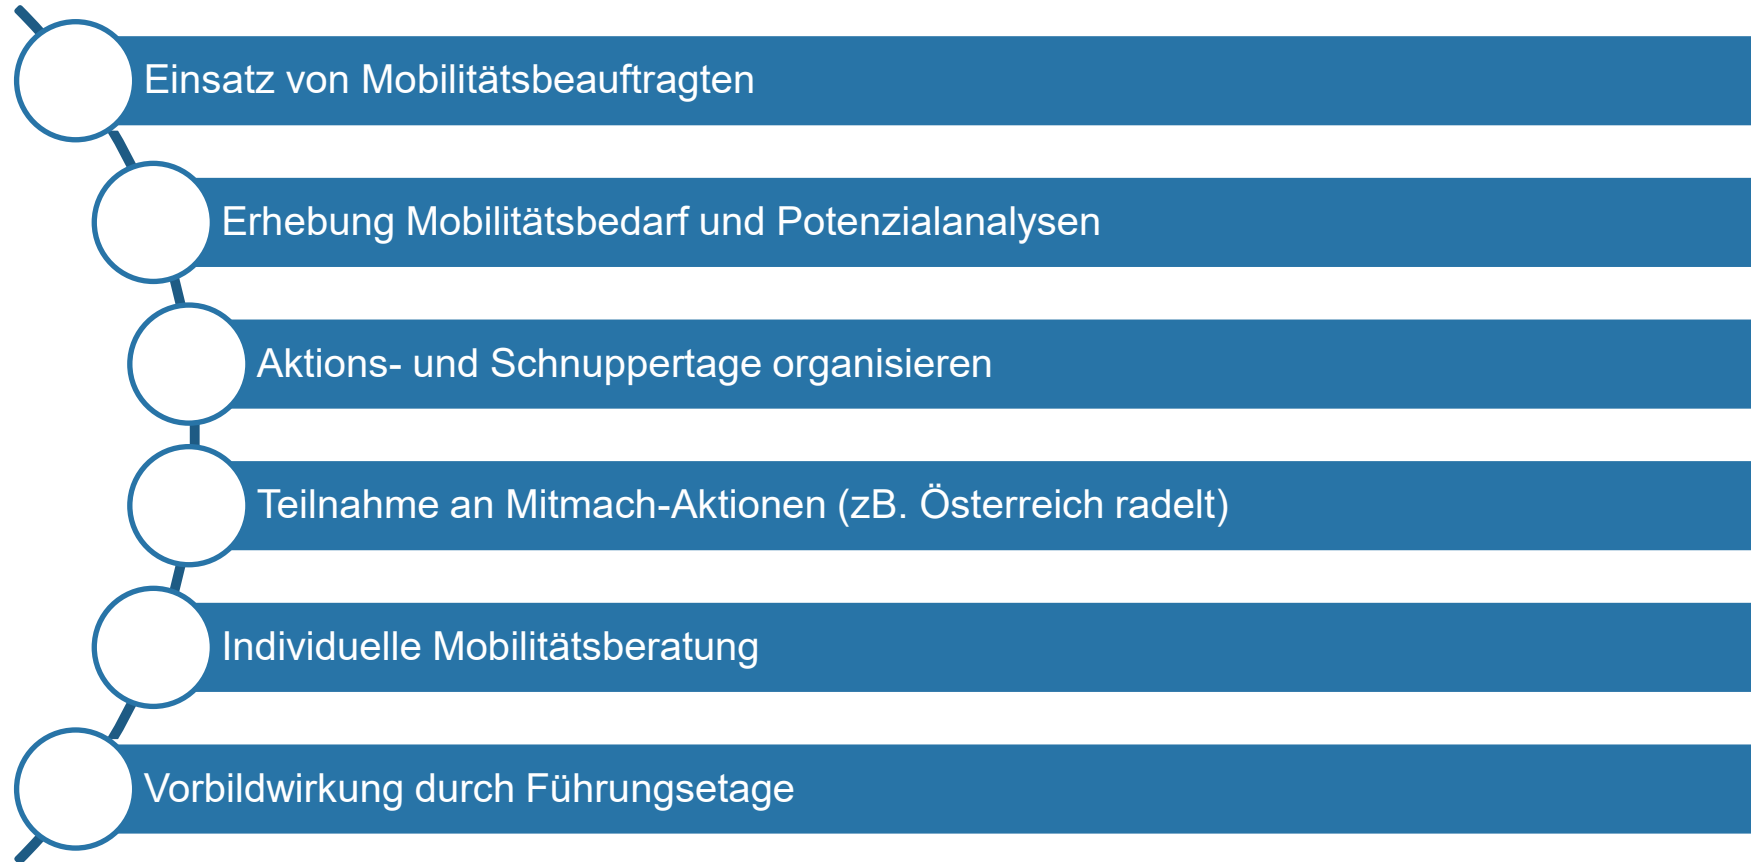 Einsatz von Mobilitätsbeauftragten
Erhebung Mobilitätsbedarf und Potenzialanalysen
Aktions- und Schnuppertage organisieren
Teilnahme an Mitmach-Aktionen (zB. Österreich radelt)
Individuelle Mobilitätsberatung
Vorbildwirkung durch Führungsetage